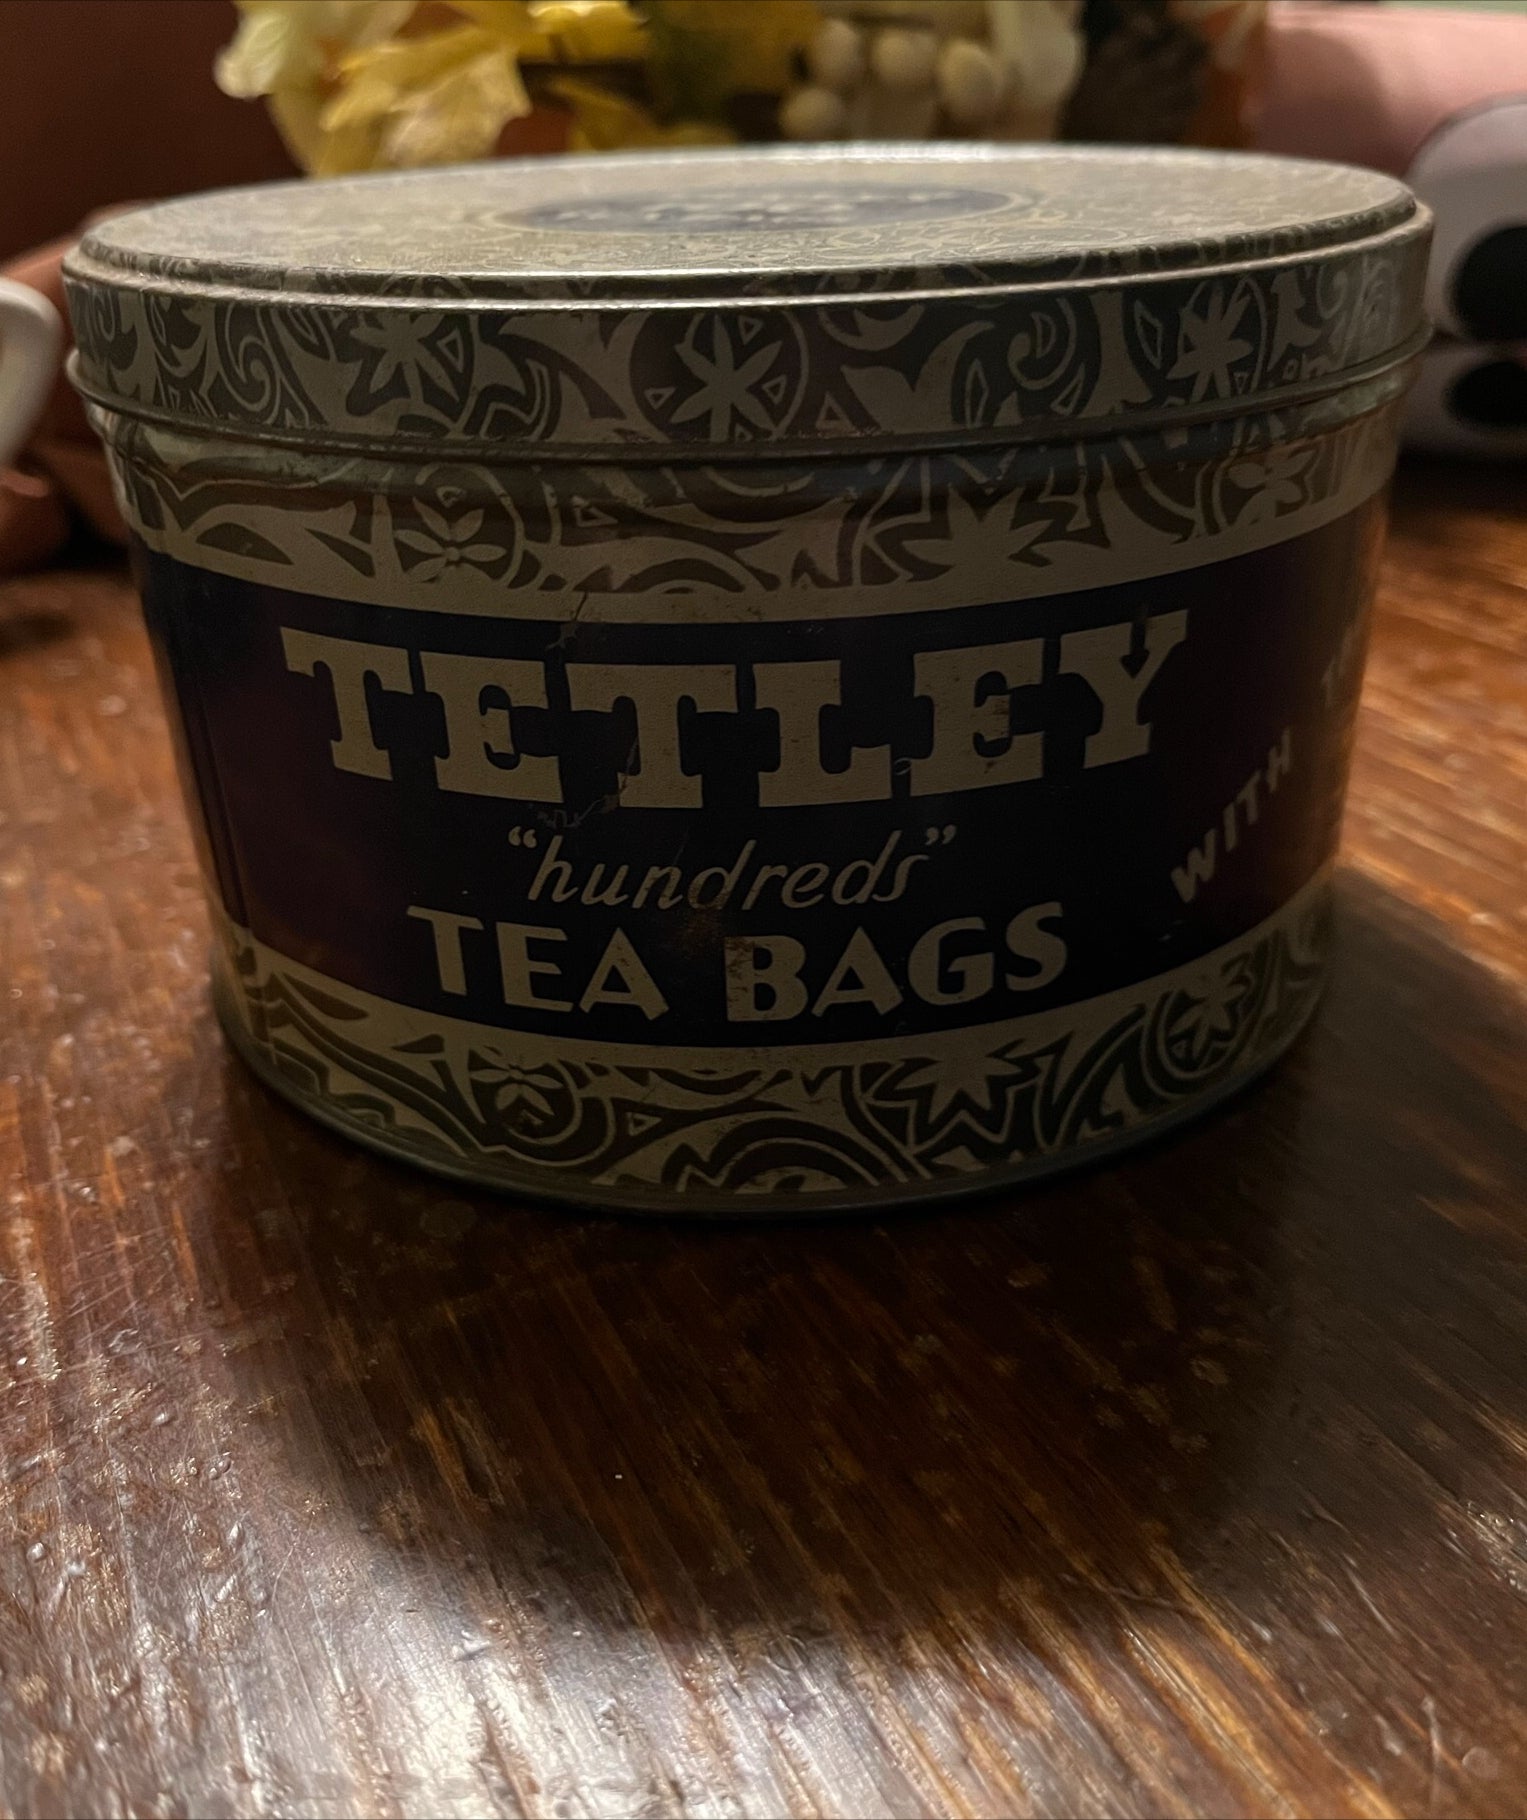 TETLEY
“hundreds”
TEA BAGS
WITH